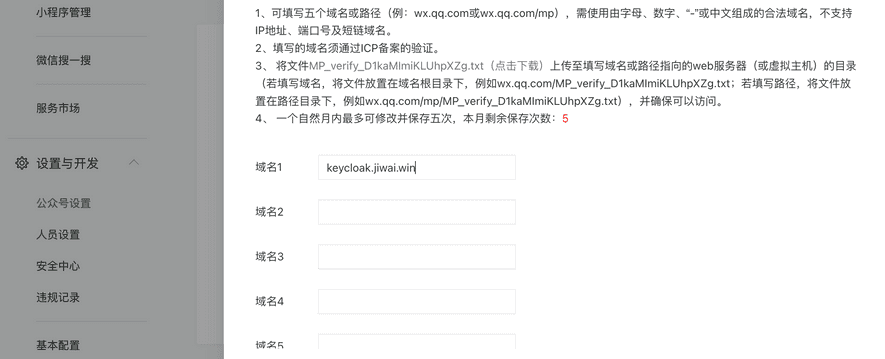 小程序管理
微信搜一搜
服务市场
设置与开发
公众号设置
人员设置
安全中心
违规记录
基本配置
1、可填写五个域名或路径（例：wx.qq.com或wx.qq.com/mp），需使用由字母、数字、“-”或中文组成的合法域名，不支持
IP地址、端口号及短链域名。
2、填写的域名须通过ICP备案的验证。
3、 将文件MP_verify_D1kaMImiKLUhpXZg.txt（点击下载）上传至填写域名或路径指向的web服务器（或虚拟主机）的目录
（若填写域名，将文件放置在域名根目录下，例如wx.qq.com/MP_verify_D1kaMImiKLUhpXZg.txt；若填写路径，将文件放
置在路径目录下，例如wx.qq.com/mp/MP_verify_D1kaMImiKLUhpXZg.txt），并确保可以访问。
4、 一个自然月内最多可修改并保存五次，本月剩余保存次数：5
域名1 keycloak.jiwai.win
域名2
域名3
域名4
域名5